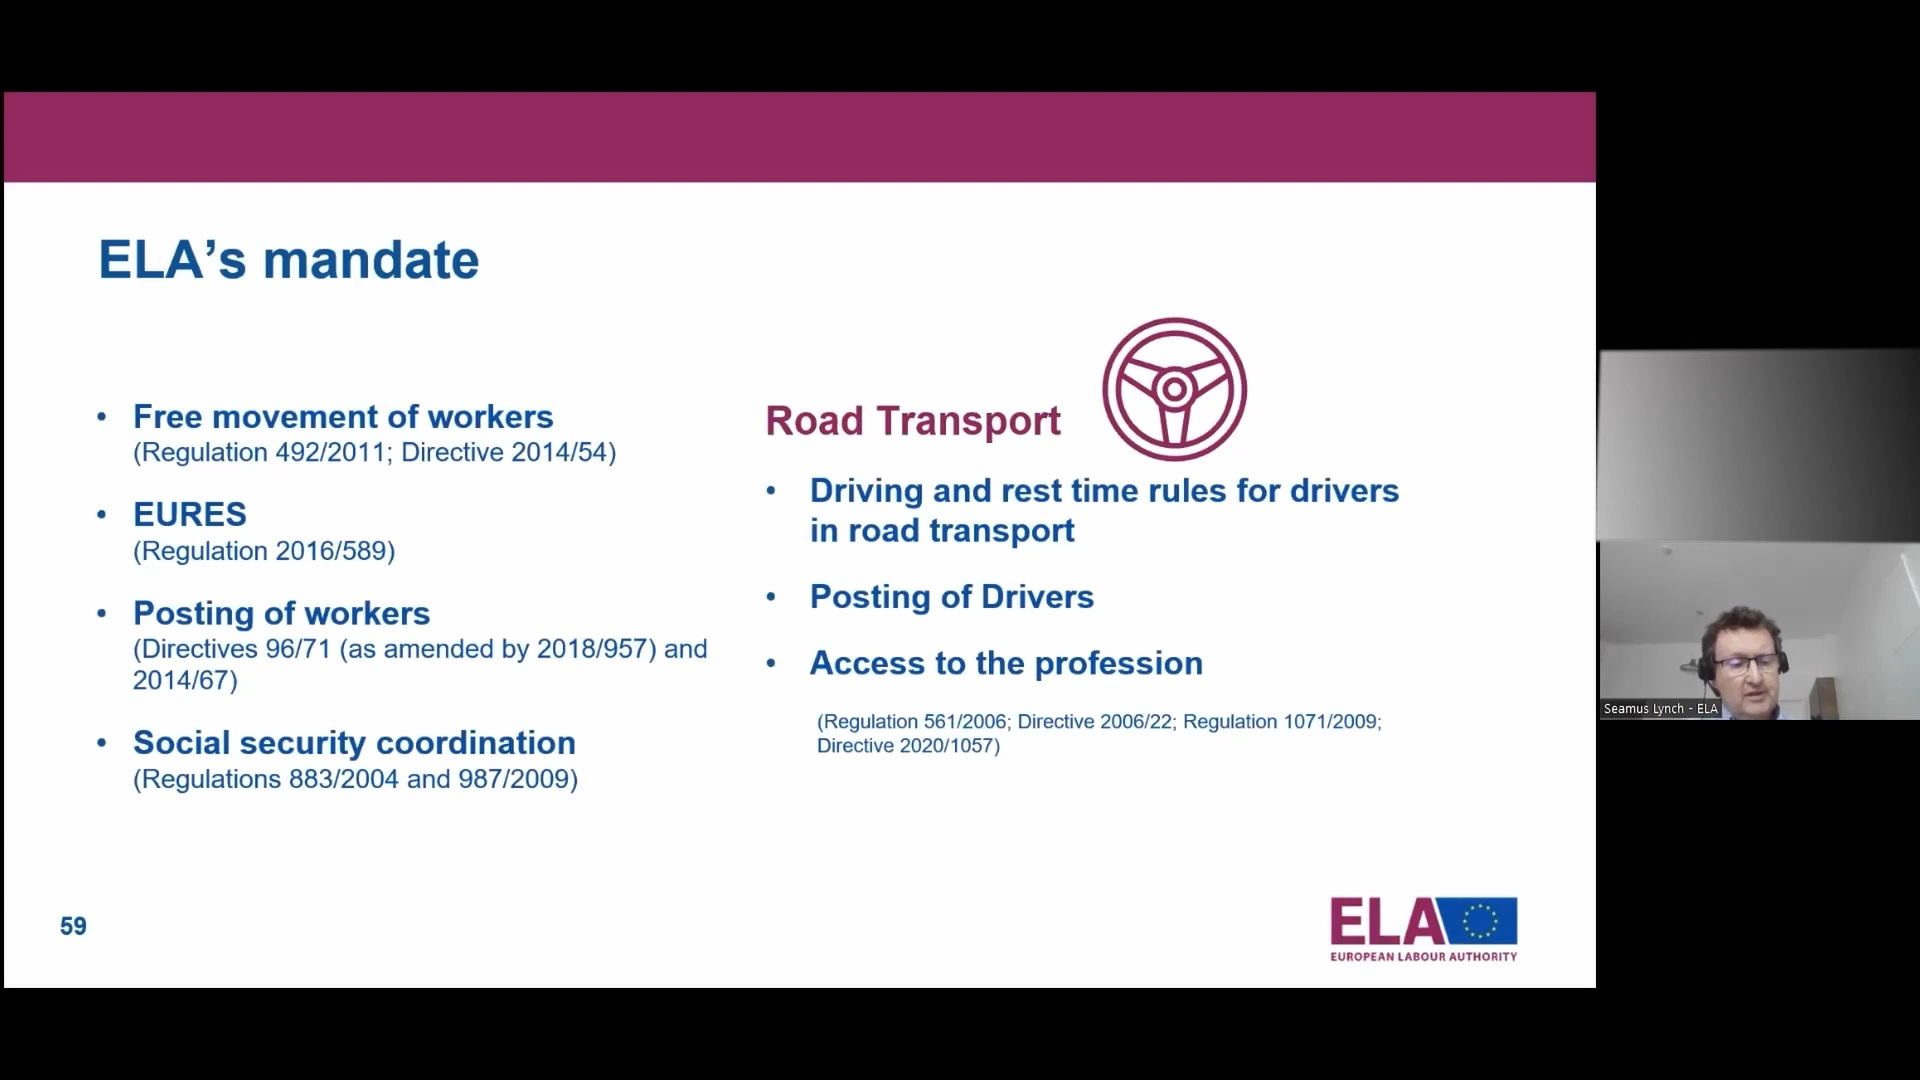 ELA’s mandate
• Free movement of workers
(Regulation 492/2011; Directive 2014/54)
• EURES
(Regulation 2016/589)
• Posting of workers
(Directives 96/71 (as amended by 2018/957) and
2014/67)
• Social security coordination
(Regulations 883/2004 and 987/2009)
Road Transport
• Driving and rest time rules for drivers
in road transport
• Posting of Drivers
• Access to the profession
(Regulation 561/2006; Directive 2006/22; Regulation 1071/2009;
Directive 2020/1057)
59
ELA
EUROPEAN LABOUR AUTHORITY
Seamus Lynch - ELA